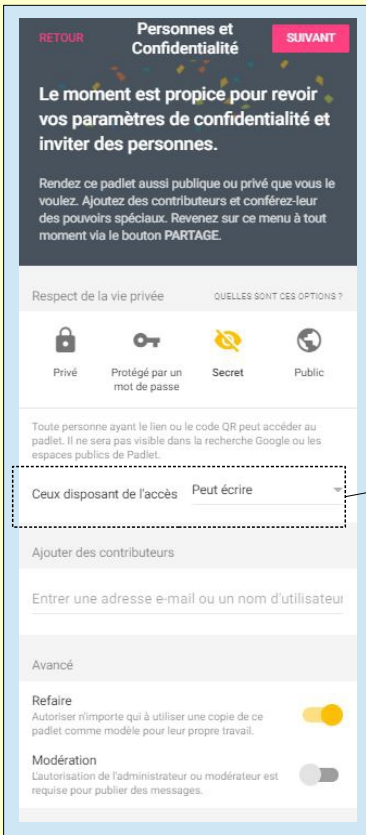 RETOUR
Personnes et
Confidentialité
SUIVANT
Le moment est propice pour revoir
vos paramètres de confidentialité et
inviter des personnes.
Rendez ce padlet aussi publique ou privé que vous le
voulez. Ajoutez des contributeurs et conférez-leur
des pouvoirs spéciaux. Revenez sur ce menu à tout
moment via le bouton PARTAGE.
Respect de la vie privée
QUELLES SONT CES OPTIONS ?
Privé
Protégé par un
mot de passe
Secret
Public
Toute personne ayant le lien ou le code QR peut accéder au
padlet. Il ne sera pas visible dans la recherche Google ou les
espaces publics de Padlet.
Ceux disposant de l'accès
Peut écrire
Ajouter des contributeurs
Entrer une adresse e-mail ou un nom d'utilisateur
Avancé
Refaire
Autoriser n'importe qui à utiliser une copie de ce
padlet comme modèle pour leur propre travail.
Modération
L'autorisation de l'administrateur ou modérateur est
requise pour publier des messages.